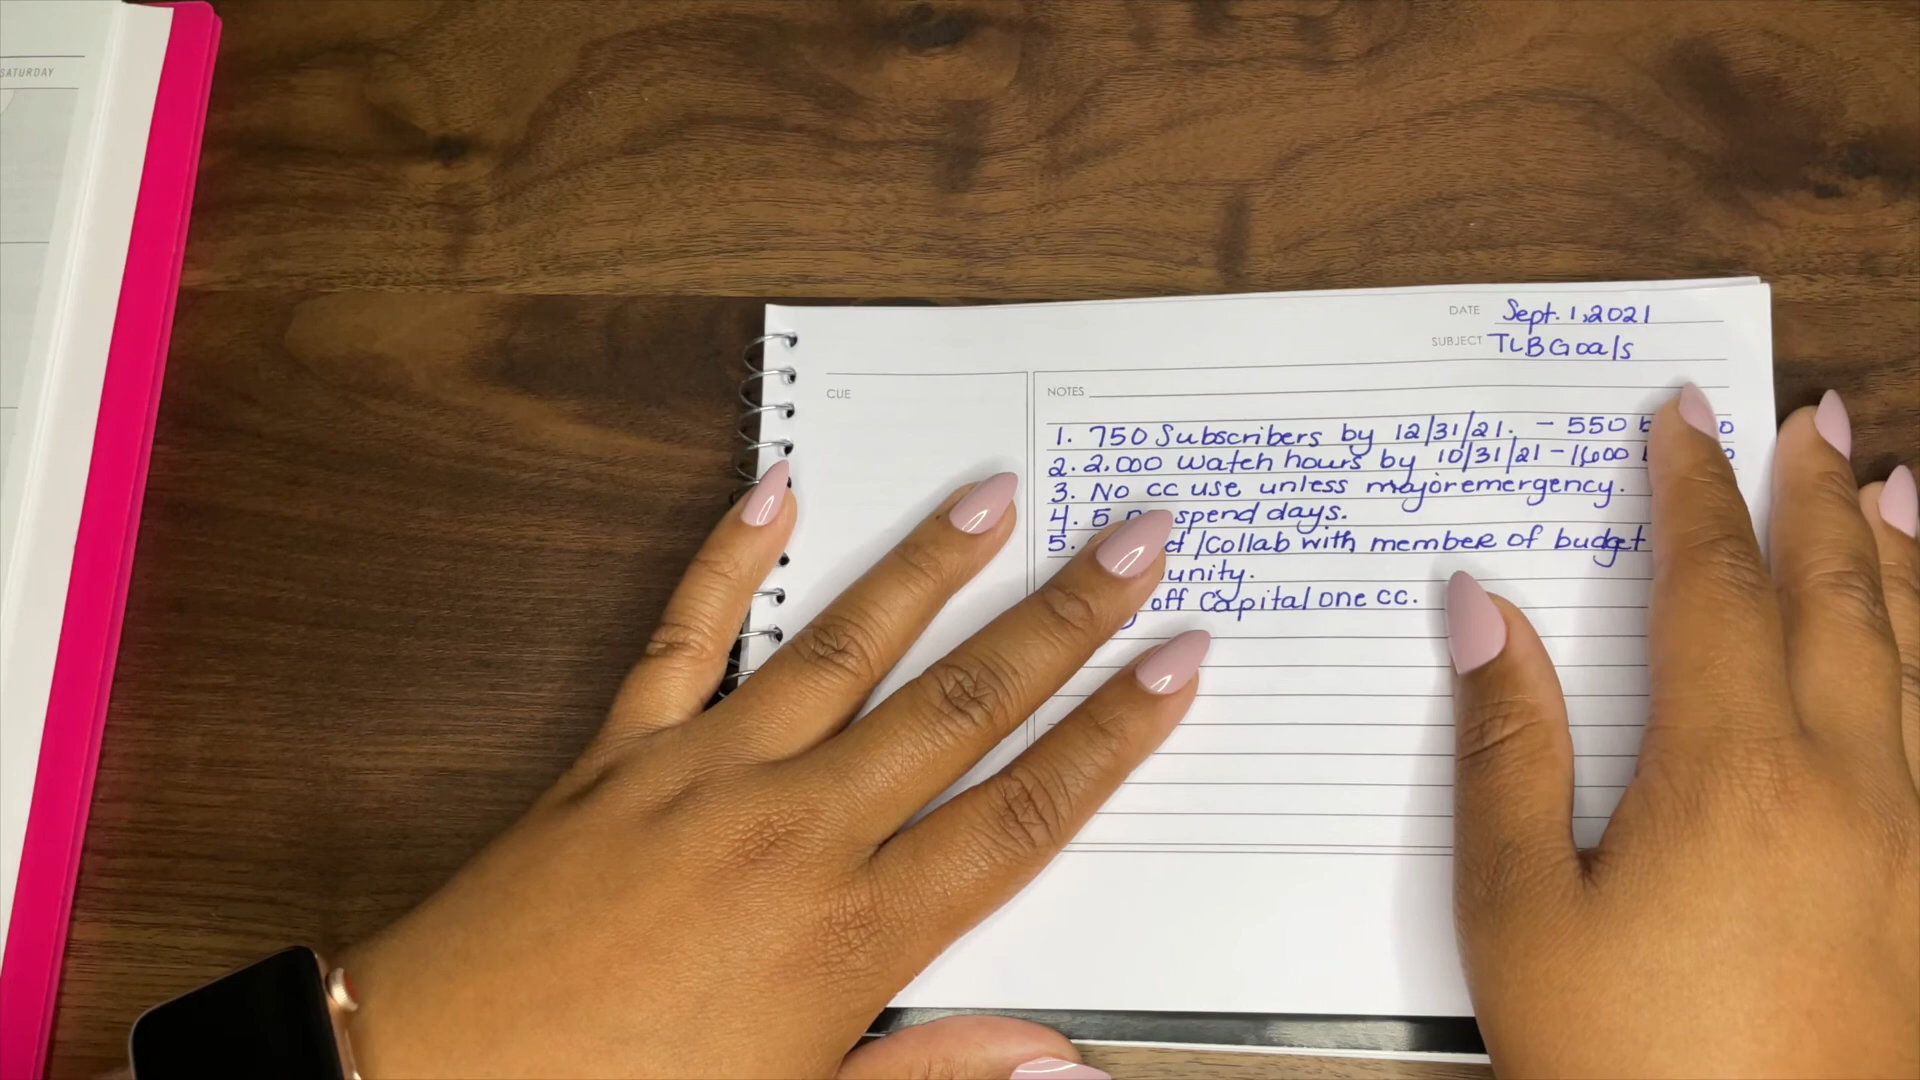 SATURDAY
DATE Sept. 1, 2021
SUBJECT TLB Goals
CUE
NOTES
1. 750 Subscribers by 12/31/21. - 550
2. 2,000 watch hours by 10/31/21 - 1,600
3. No cc use unless major emergency.
4. 5 spend days.
5. /Collab with member of budget
off Capital One cc.